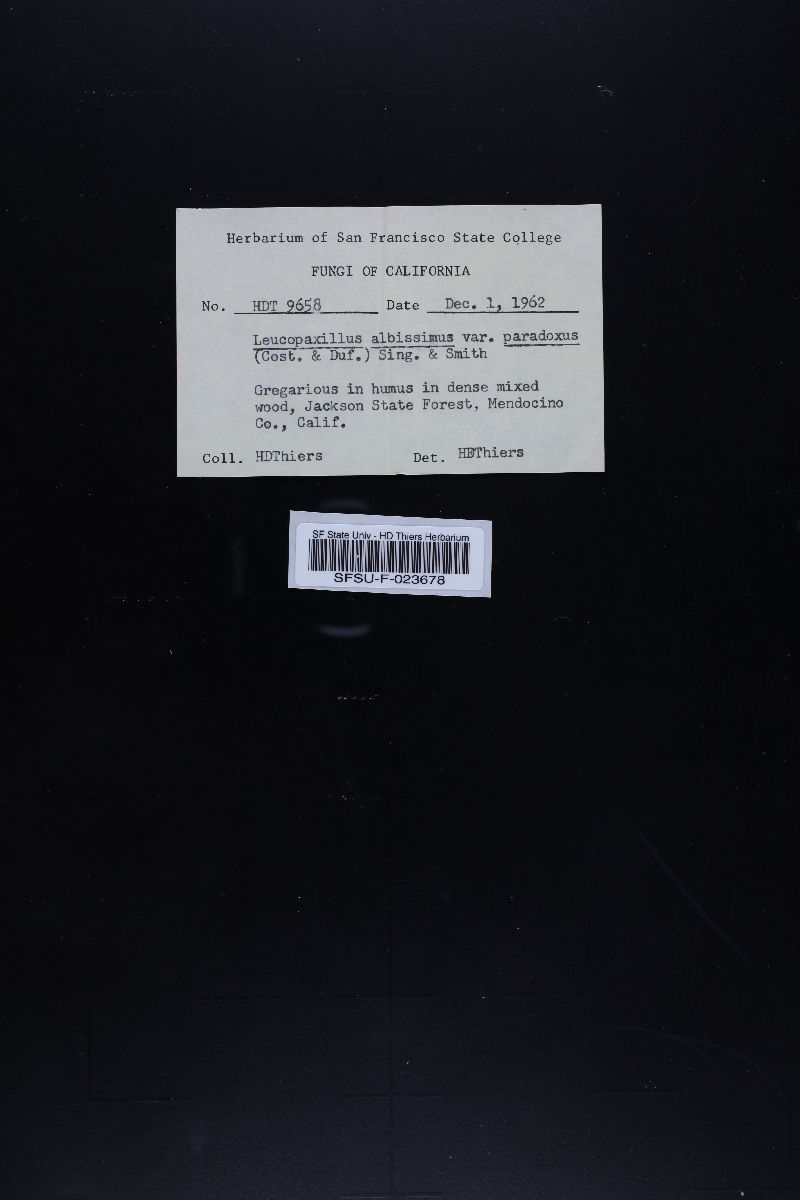 Herbarium of San Francisco State College
FUNGI OF CALIFORNIA
No. HDT 9658 Date Dec. 1, 1962
Leucopaxillus albissimus var. paradoxus
(Cost. & Duf.) Sing. & Smith
Gregarious in humus in dense mixed
wood, Jackson State Forest, Mendocino
Co., Calif.
Coll. HDThiers Det. HDThiers
SF State Univ - HD Thiers Herbarium
SFSU-F-023678